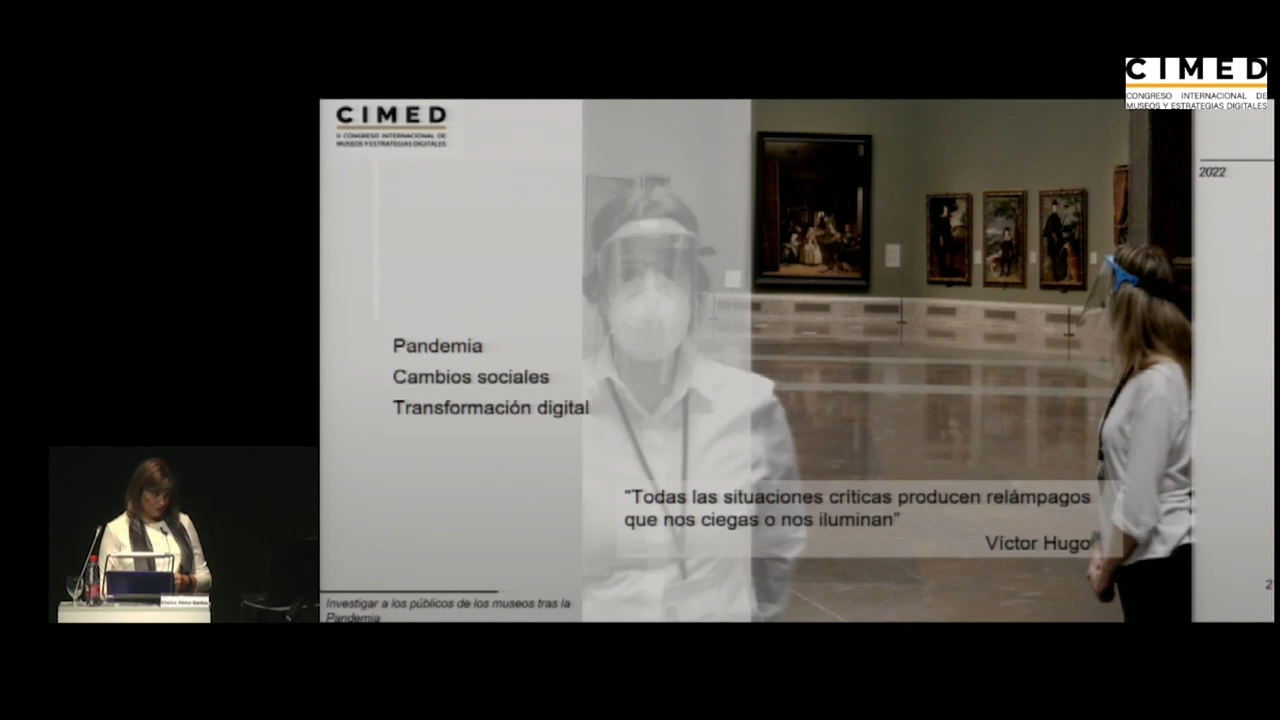 CIMED
CONGRESO INTERNACIONAL DE
MUSEOS Y ESTRATEGIAS DIGITALES
CIMED
II CONGRESO INTERNACIONAL DE
MUSEOS Y ESTRATEGIAS DIGITALES
2022
Pandemia
Cambios sociales
Transformación digital
"Todas las situaciones críticas producen relámpagos
que nos ciegas o nos iluminan"
Víctor Hugo
2
Investigar a los públicos de los museos tras la
Pandemia